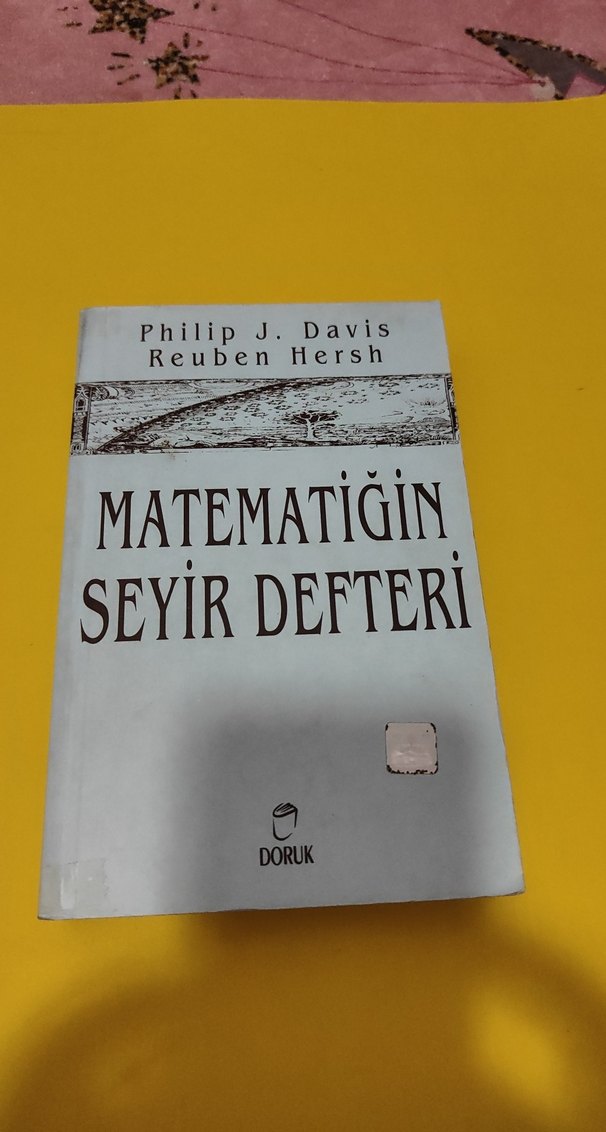 Philip J. Davis
Reuben Hersh
MATEMATİĞİN
SEYİR DEFTERİ
DORUK